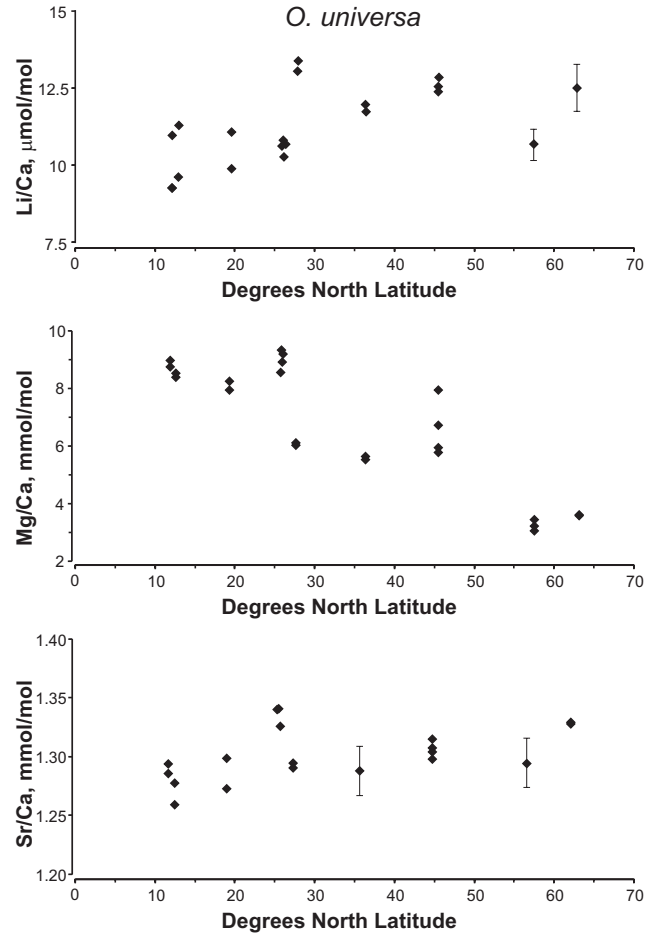 O. universa
15
12.5
10
7.5
Li/Ca, μmol/mol
0 10 20 30 40 50 60 70
Degrees North Latitude
10
8
6
4
2
Mg/Ca, mmol/mol
0 10 20 30 40 50 60 70
Degrees North Latitude
1.40
1.35
1.30
1.25
1.20
Sr/Ca, mmol/mol
0 10 20 30 40 50 60 70
Degrees North Latitude